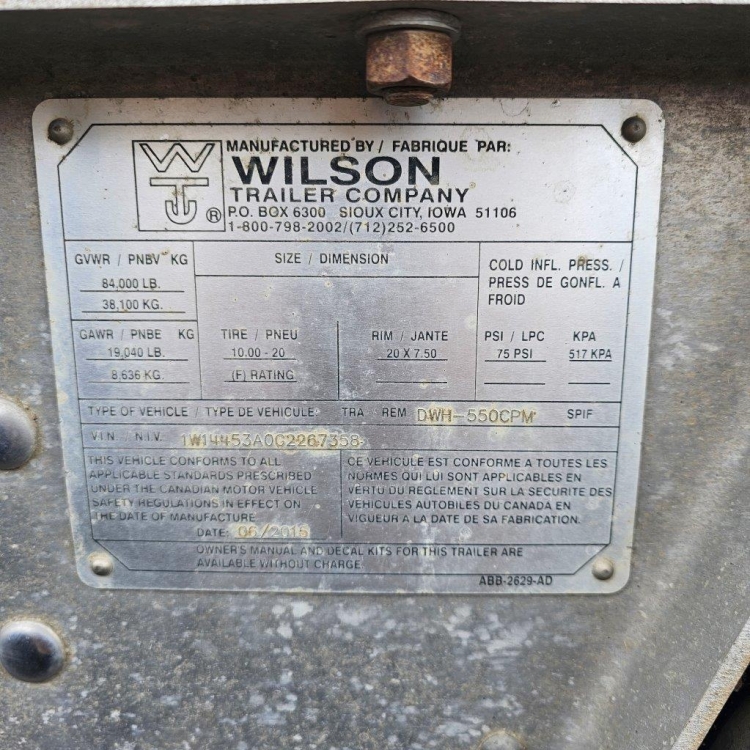 MANUFACTURED BY / FABRIQUE PAR:
WILSON
TRAILER COMPANY
P.O. BOX 6300 SIOUX CITY, IOWA 51106
1-800-798-2002/(712)252-6500
W
®
GVWR / PNBV KG
84,000 LB.
38,100 KG.
SIZE / DIMENSION
COLD INFL. PRESS. /
PRESS DE GONFL. A
FROID
GAWR / PNBE KG
19,040 LB.
8,636 KG.
TIRE / PNEU
10.00 - 20
(F) RATING
RIM / JANTE
20 X 7.50
PSI / LPC KPA
75 PSI 517 KPA
TYPE OF VEHICLE / TYPE DE VEHICULE: TRA / REM DWH-550CPM SPIF
V.I.N. N.I.V.
THIS VEHICLE CONFORMS TO ALL
APPLICABLE STANDARDS PRESCRIBED
UNDER THE CANADIAN MOTOR VEHICLE
SAFETY REGULATIONS IN EFFECT ON
THE DATE OF MANUFACTURE
DATE:
CE VEHICULE EST CONFORME A TOUTES LES
NORMES QUI LUI SONT APPLICABLES EN
VERTU DU REGLEMENT SUR LA SECURITE DES
VEHICULES AUTOBILES DU CANADA EN
VIGUEUR A LA DATE DE SA FABRICATION.
OWNER'S MANUAL AND DECAL KITS FOR THIS TRAILER ARE
AVAILABLE WITHOUT CHARGE
ABB-2629-AD